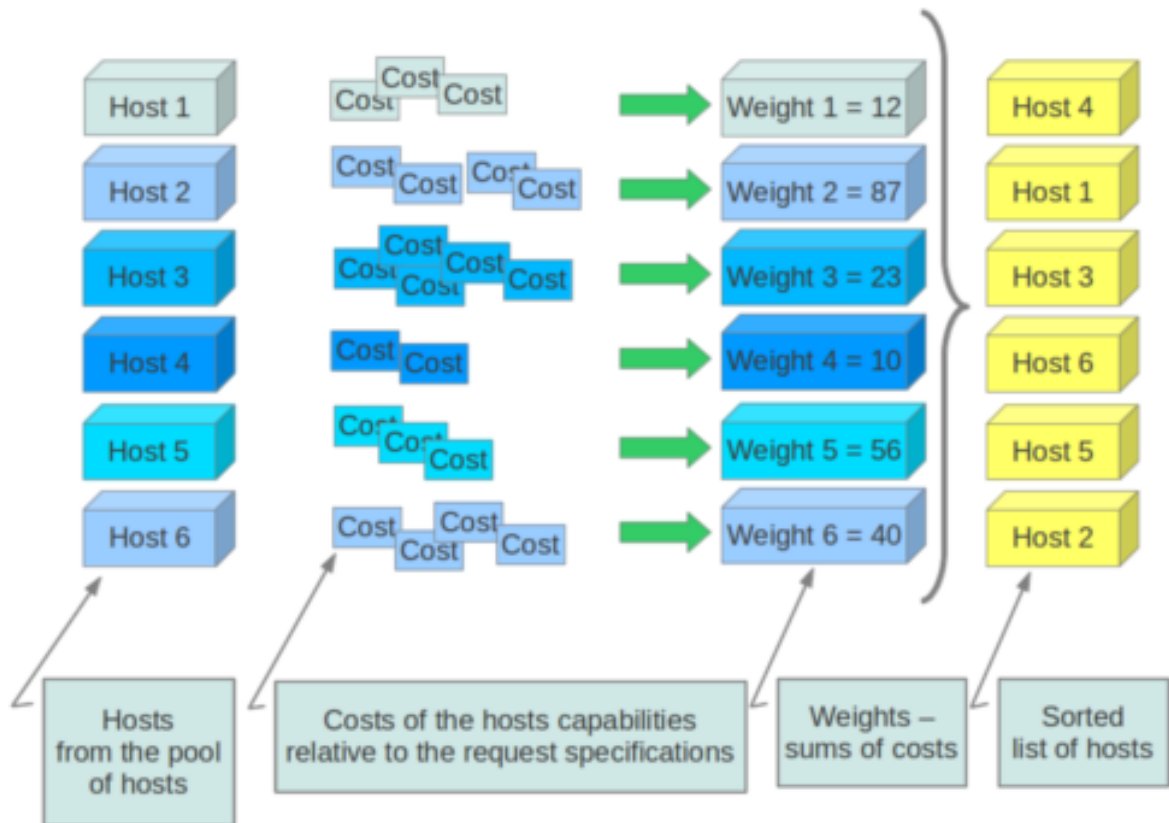 Host 1
Cost
Cost
Cost
Weight 1 = 12
Host 4
Host 2
Cost
Cost
Cost
Cost
Weight 2 = 87
Host 1
Host 3
Cost
Cost
Cost
Cost
Cost
Weight 3 = 23
Host 3
Host 4
Cost
Cost
Weight 4 = 10
Host 6
Host 5
Cost
Cost
Cost
Weight 5 = 56
Host 5
Host 6
Cost
Cost
Cost
Cost
Weight 6 = 40
Host 2
Hosts
from the pool
of hosts
Costs of the hosts capabilities
relative to the request specifications
Weights –
sums of costs
Sorted
list of hosts